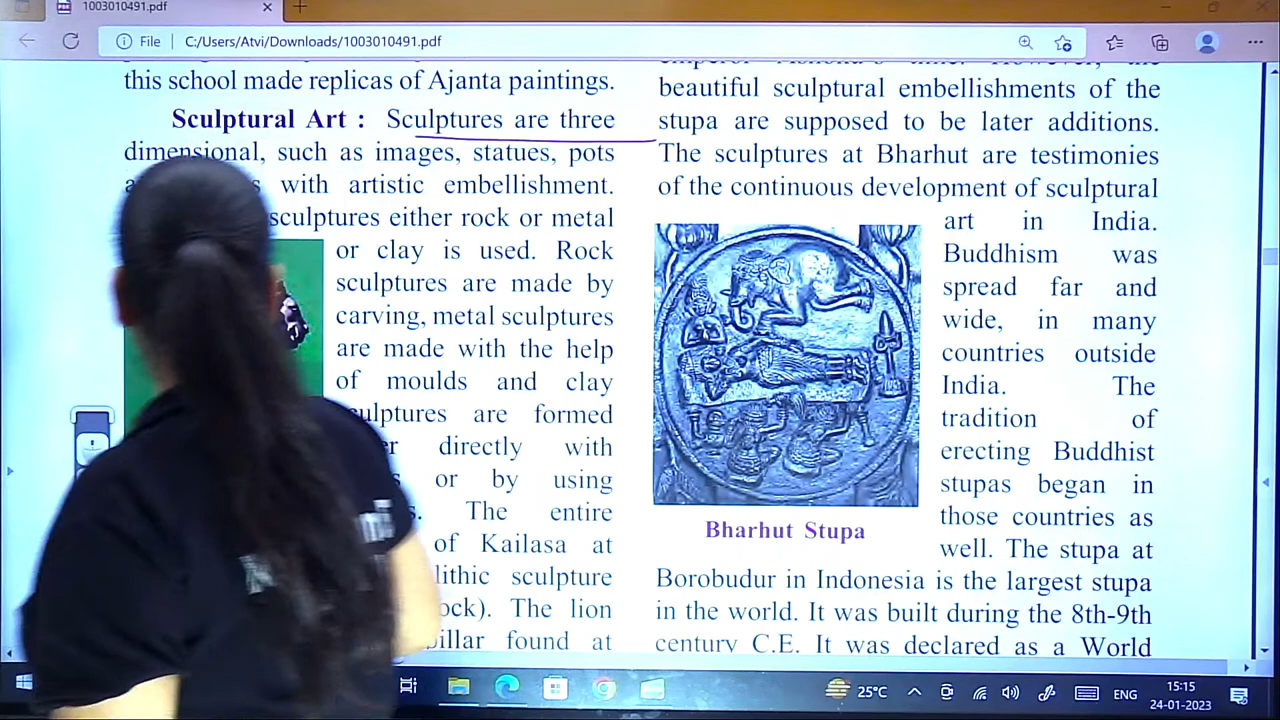 1003010491.pdf
File | C:/Users/Atvi/Downloads/1003010491.pdf
this school made replicas of Ajanta paintings.
Sculptural Art : Sculptures are three
dimensional, such as images, statues, pots
with artistic embellishment.
sculptures either rock or metal
or clay is used. Rock
sculptures are made by
carving, metal sculptures
are made with the help
of moulds and clay
sculptures are formed
directly with
or by using
The entire
of Kailasa at
lithic sculpture
ock). The lion
pillar found at
beautiful sculptural embellishments of the
stupa are supposed to be later additions.
The sculptures at Bharhut are testimonies
of the continuous development of sculptural
art in India.
Buddhism was
spread far and
wide, in many
countries outside
India. The
tradition of
erecting Buddhist
stupas began in
those countries as
well. The stupa at
Bharhut Stupa
Borobudur in Indonesia is the largest stupa
in the world. It was built during the 8th-9th
century C.E. It was declared as a World
25°C
ENG
15:15
24-01-2023